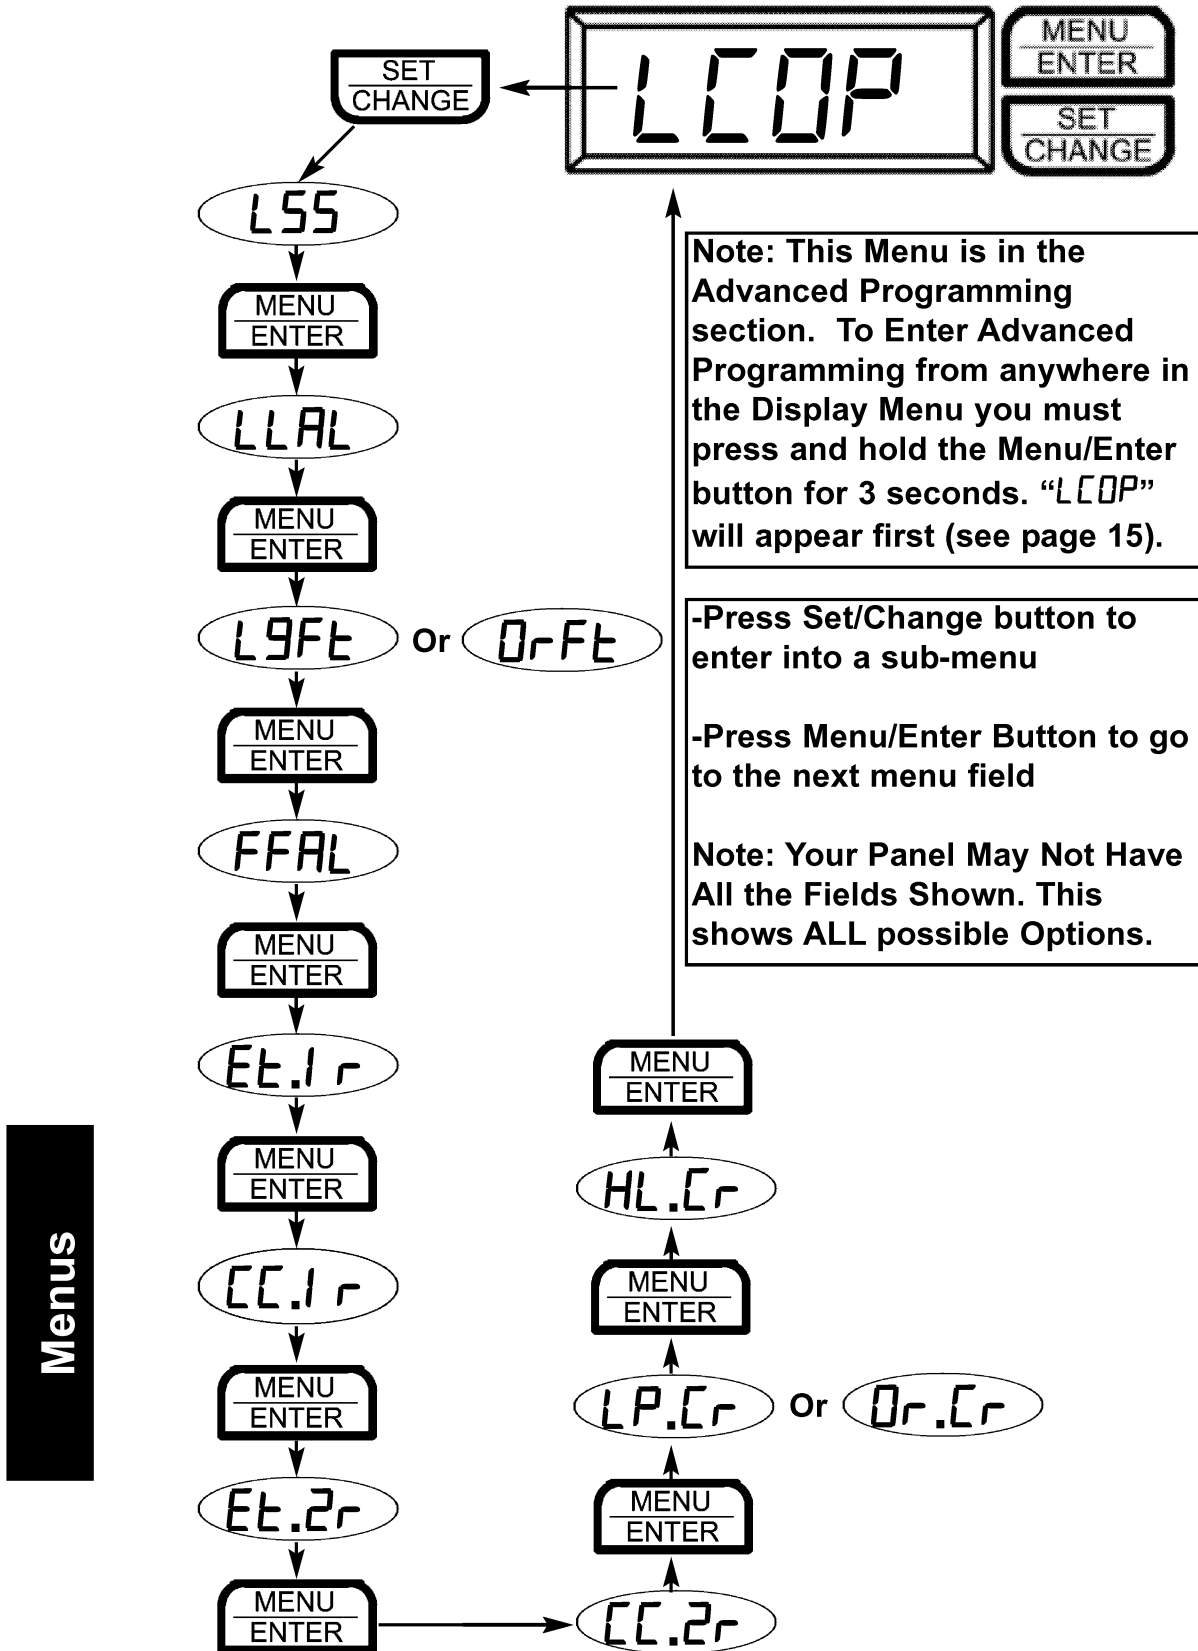 LCOP
MENU
ENTER
SET
CHANGE
SET
CHANGE
LSS
MENU
ENTER
LLAL
MENU
ENTER
LgFt Or OrFt
MENU
ENTER
FFAL
MENU
ENTER
Et.1r
MENU
ENTER
CC.1r
MENU
ENTER
Et.2r
MENU
ENTER
CC.2r
MENU
ENTER
LP.Cr Or Or.Cr
MENU
ENTER
HL.Cr
MENU
ENTER
Note: This Menu is in the
Advanced Programming
section. To Enter Advanced
Programming from anywhere in
the Display Menu you must
press and hold the Menu/Enter
button for 3 seconds. “LCOP”
will appear first (see page 15).
-Press Set/Change button to
enter into a sub-menu
-Press Menu/Enter Button to go
to the next menu field
Note: Your Panel May Not Have
All the Fields Shown. This
shows ALL possible Options.
Menus